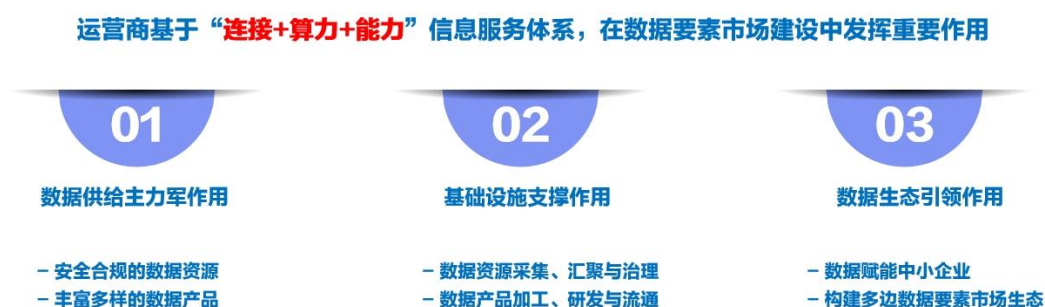 运营商基于“连接+算力+能力”信息服务体系，在数据要素市场建设中发挥重要作用
01
02
03
数据供给主力军作用
基础设施支撑作用
数据生态引领作用
- 安全合规的数据资源
- 丰富多样的数据产品
- 数据资源采集、汇聚与治理
- 数据产品加工、研发与流通
- 数据赋能中小企业
- 构建多边数据要素市场生态